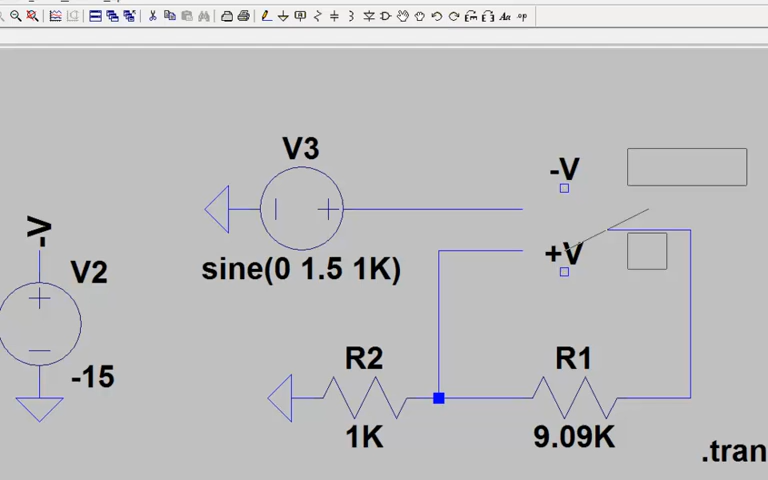 V3
-V
-V
+V
V2
sine(0 1.5 1K)
-15
R2
R1
1K
9.09K
.tran